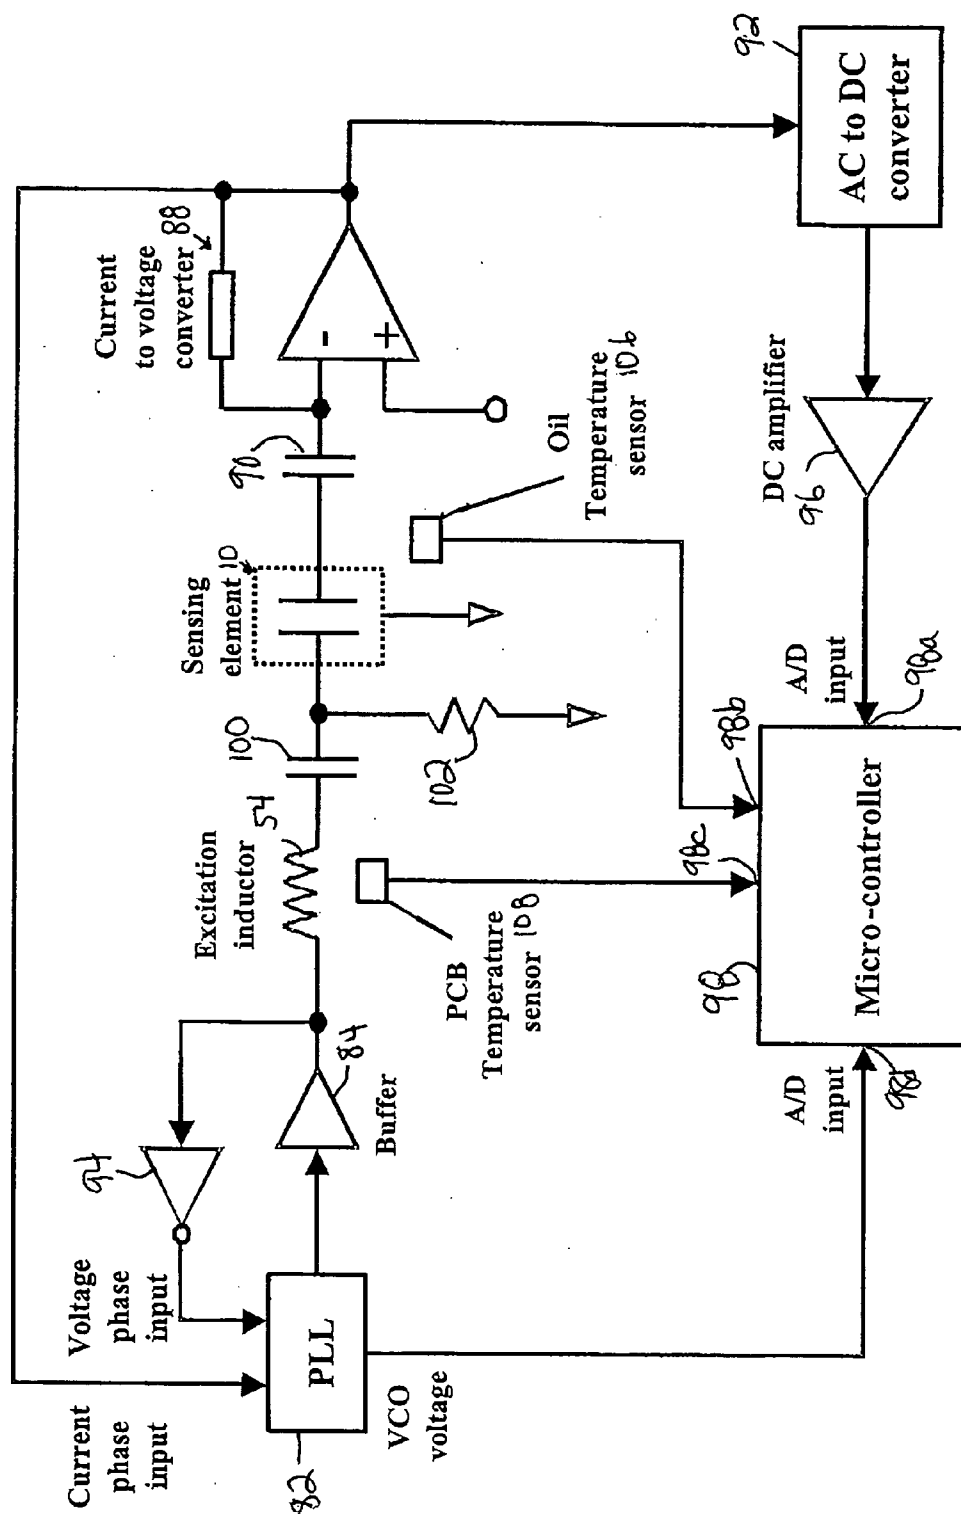 Current
phase
input
Voltage
phase
input
94
Current
to voltage
converter 88
Excitation
inductor 54
100
Sensing
element 10
90
82
PLL
84
Buffer
-
+
VCO
voltage
102
PCB
Temperature
sensor 108
Oil
Temperature
sensor 106
A/D
input
98
98c
98b
Micro-controller
A/D
input
98a
DC amplifier
96
92
AC to DC
converter